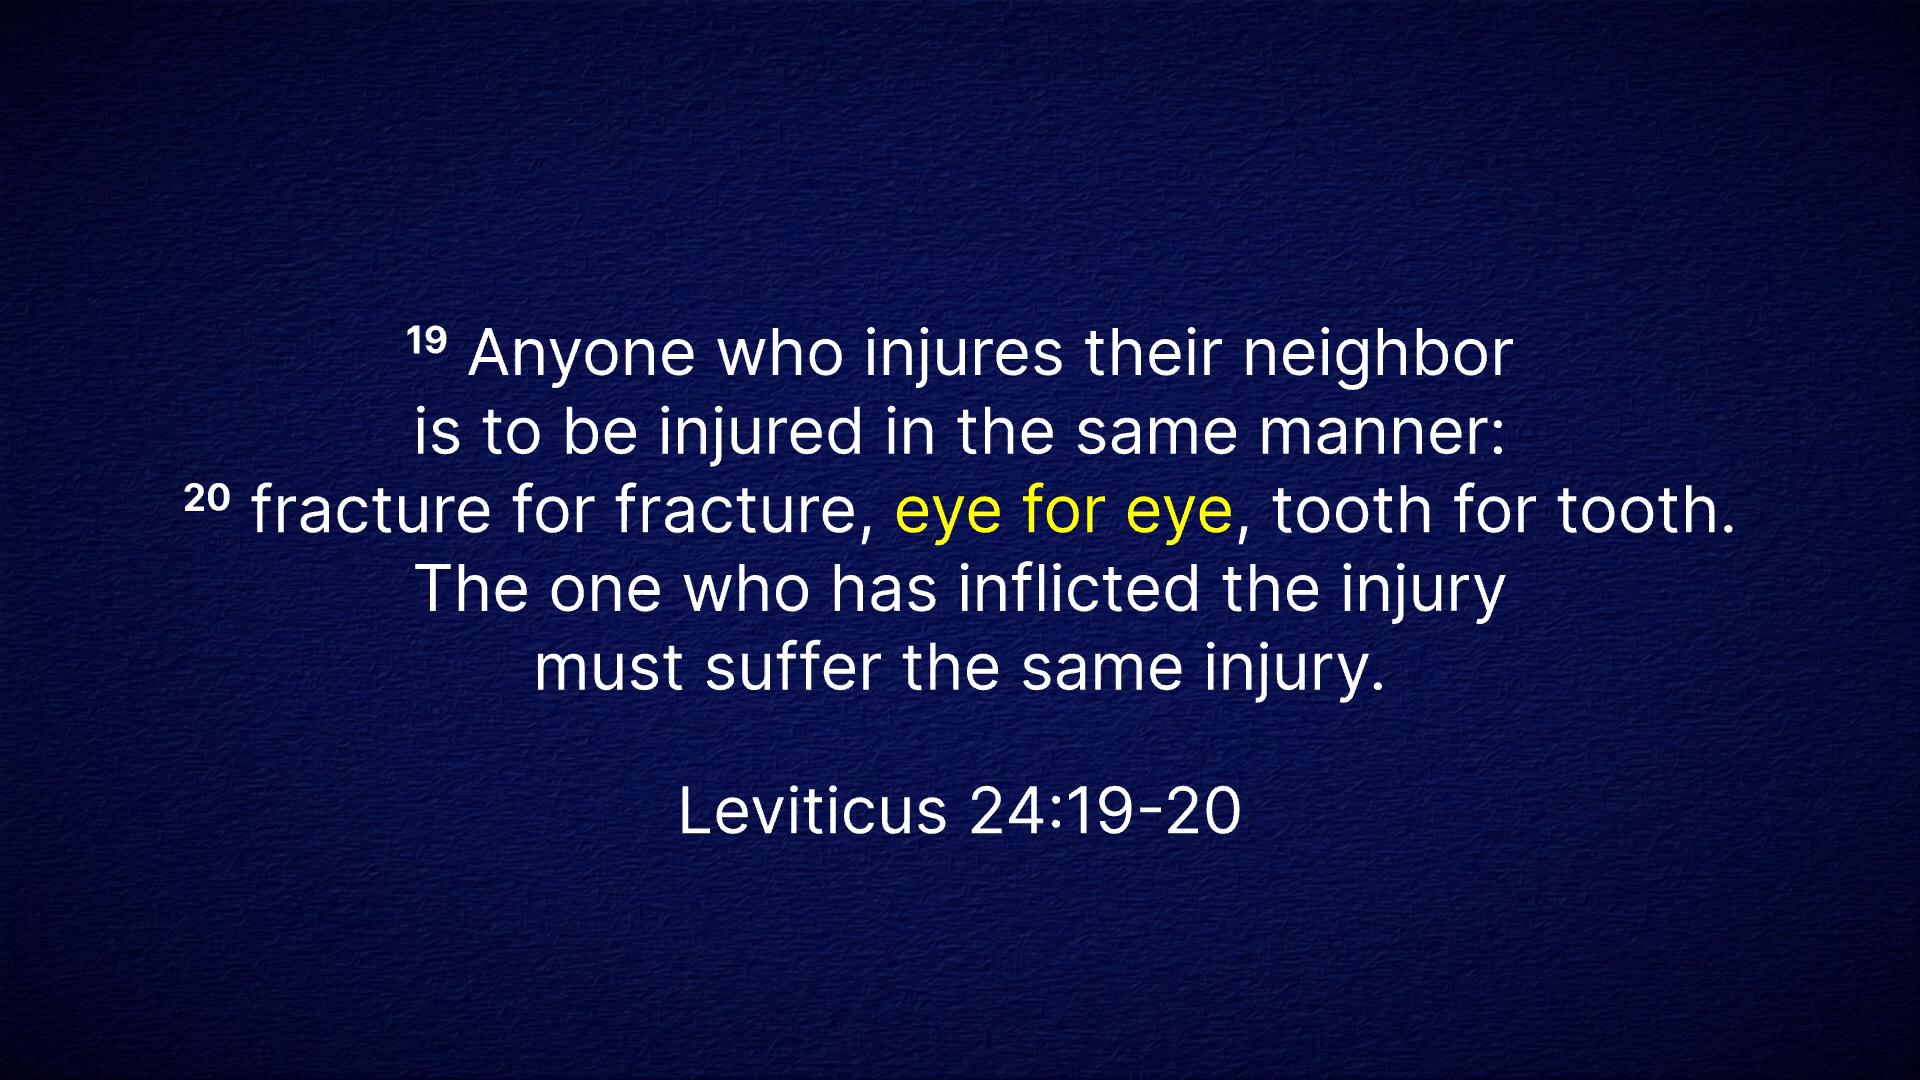 19 Anyone who injures their neighbor
is to be injured in the same manner:
20 fracture for fracture, eye for eye, tooth for tooth.
The one who has inflicted the injury
must suffer the same injury.
Leviticus 24:19-20